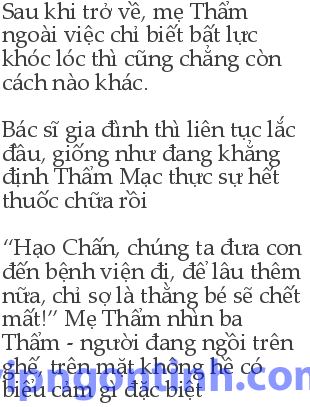 Sau khi trở về, mẹ Thẩm
ngoài việc chỉ biết bất lực
khóc lóc thì cũng chẳng còn
cách nào khác.
Bác sĩ gia đình thì liên tục lắc
đầu, giống như đang khẳng
định Thẩm Mạc thực sự hết
thuốc chữa rồi
“Hạo Chấn, chúng ta đưa con
đến bệnh viện đi, để lâu thêm
nữa, chỉ sợ là thằng bé sẽ chết
mất!” Mẹ Thẩm nhìn ba
Thẩm - người đang ngồi trên
ghế, trên mặt không hề có
biểu cảm gì đặc biệt
vipngontinh.com